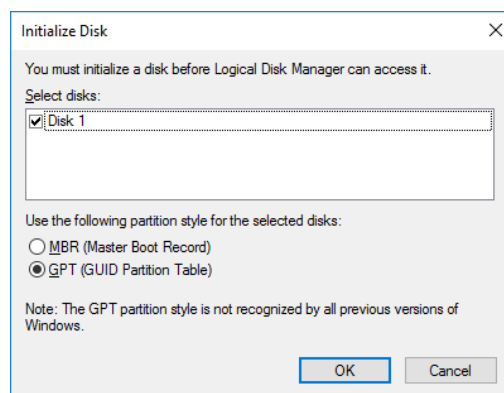 Initialize Disk
You must initialize a disk before Logical Disk Manager can access it.
Select disks:
Disk 1
Use the following partition style for the selected disks:
MBR (Master Boot Record)
GPT (GUID Partition Table)
Note: The GPT partition style is not recognized by all previous versions of
Windows.
OK Cancel